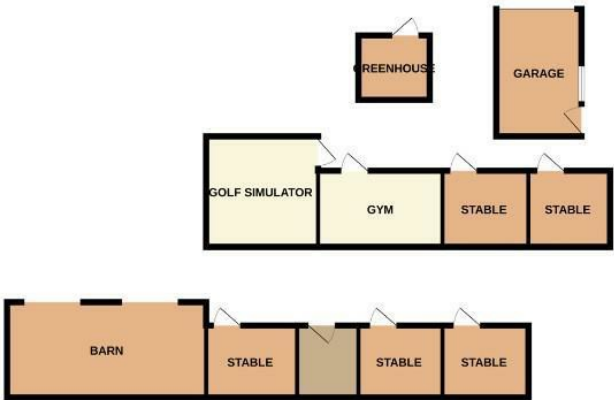 GREENHOUSE
GARAGE
GOLF SIMULATOR
GYM
STABLE
STABLE
BARN
STABLE
STABLE
STABLE